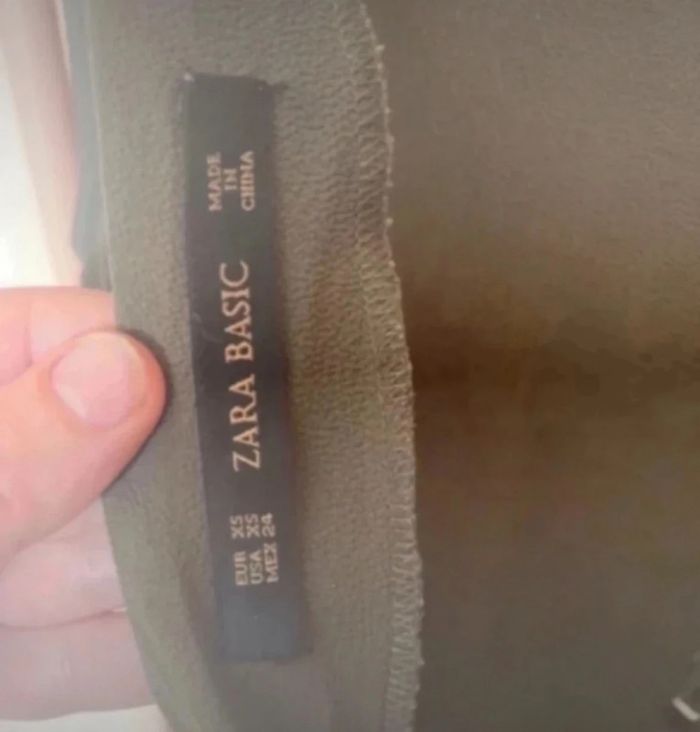 EUR XS
USA XS
MEX 24
ZARA BASIC
MADE
IN
CHINA